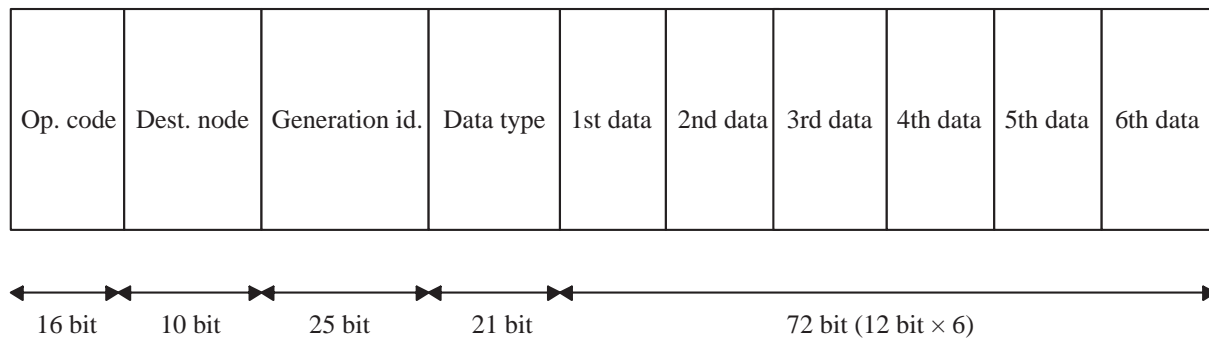 Op. code Dest. node Generation id. Data type 1st data 2nd data 3rd data 4th data 5th data 6th data
16 bit 10 bit 25 bit 21 bit 72 bit (12 bit × 6)